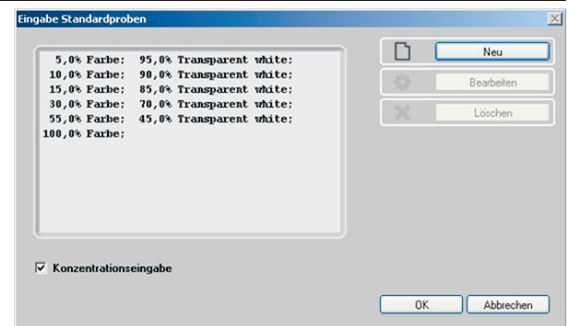 Eingabe Standardproben
5,0% Farbe; 95,0% Transparent white;
10,0% Farbe; 90,0% Transparent white;
15,0% Farbe; 85,0% Transparent white;
30,0% Farbe; 70,0% Transparent white;
55,0% Farbe; 45,0% Transparent white;
100,0% Farbe;
Neu
Bearbeiten
Löschen
Konzentrationseingabe
OK
Abbrechen